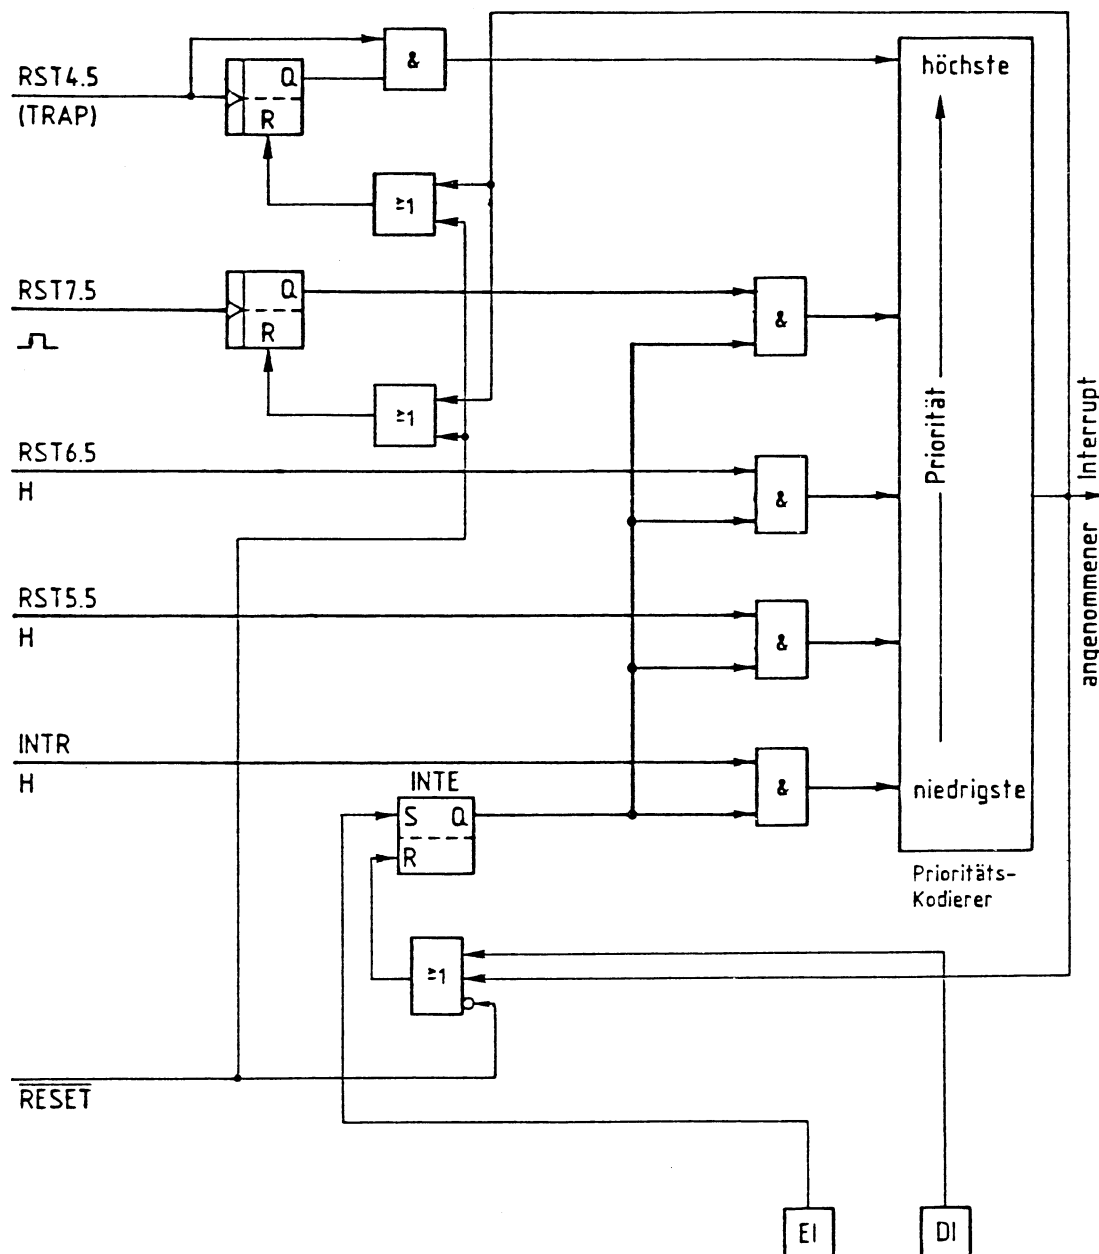 RST4.5
(TRAP)
Q
R
&
≥1
höchste
RST7.5
Q
R
&
≥1
Priorität
RST6.5
H
&
angenommener Interrupt
RST5.5
H
&
INTR
H
INTE
S Q
R
&
niedrigste
Prioritäts-
Kodierer
≥1
RESET
EI
DI